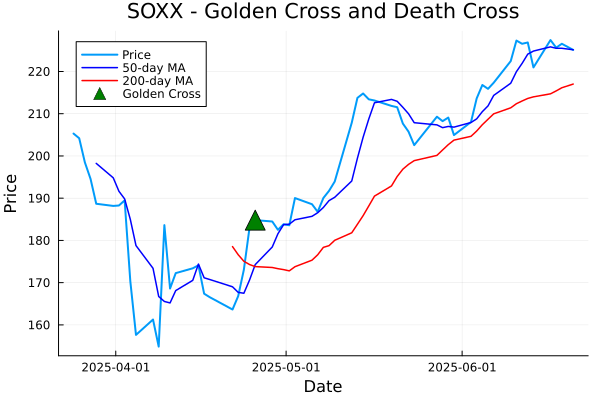 SOXX - Golden Cross and Death Cross
Price
50-day MA
200-day MA
Golden Cross
220
210
200
190
180
170
160
Price
2025-04-01
2025-05-01
2025-06-01
Date